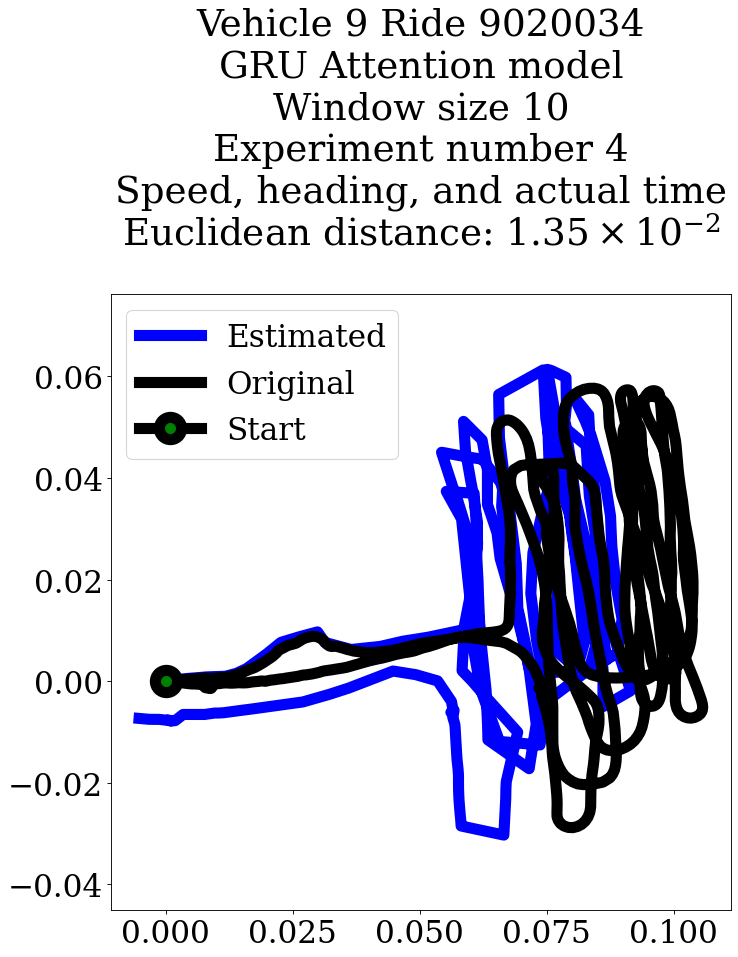 Vehicle 9 Ride 9020034
GRU Attention model
Window size 10
Experiment number 4
Speed, heading, and actual time
Euclidean distance: 1.35 × 10⁻²
Estimated
Original
Start
0.06
0.04
0.02
0.00
−0.02
−0.04
0.000 0.025 0.050 0.075 0.100